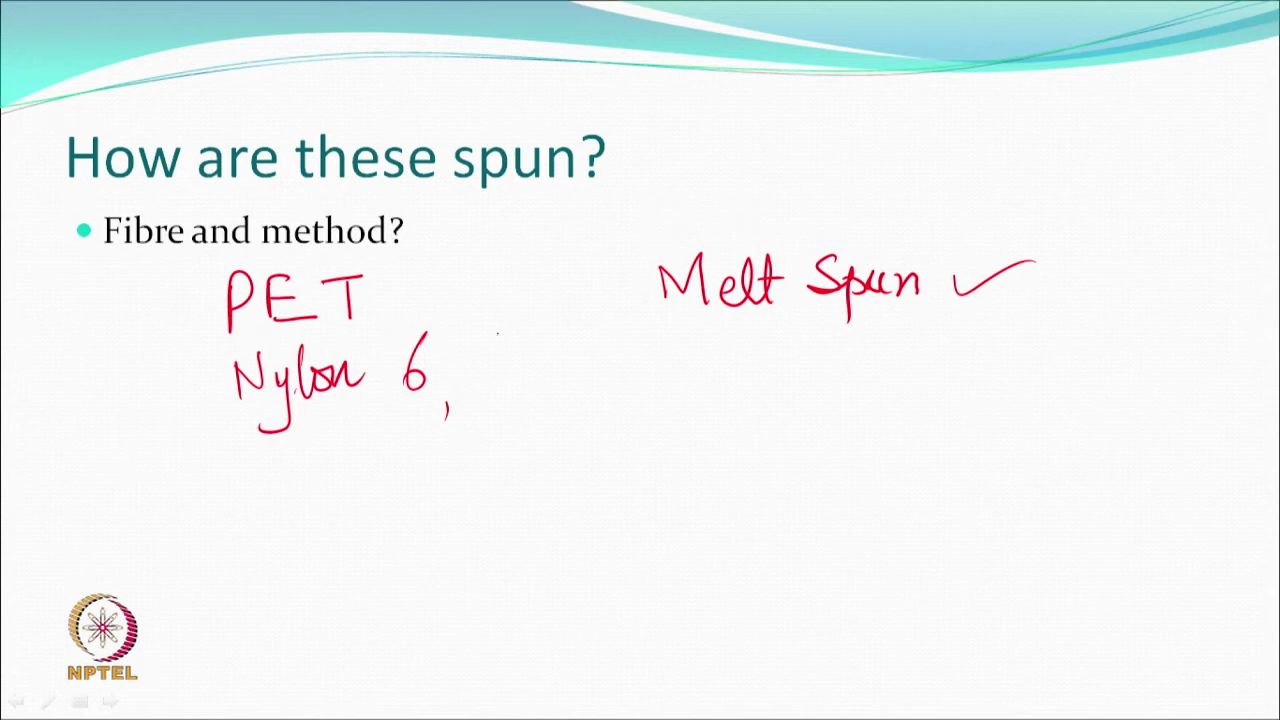 How are these spun?
Fibre and method?
PET Melt Spun ✓
Nylon 6,
NPTEL